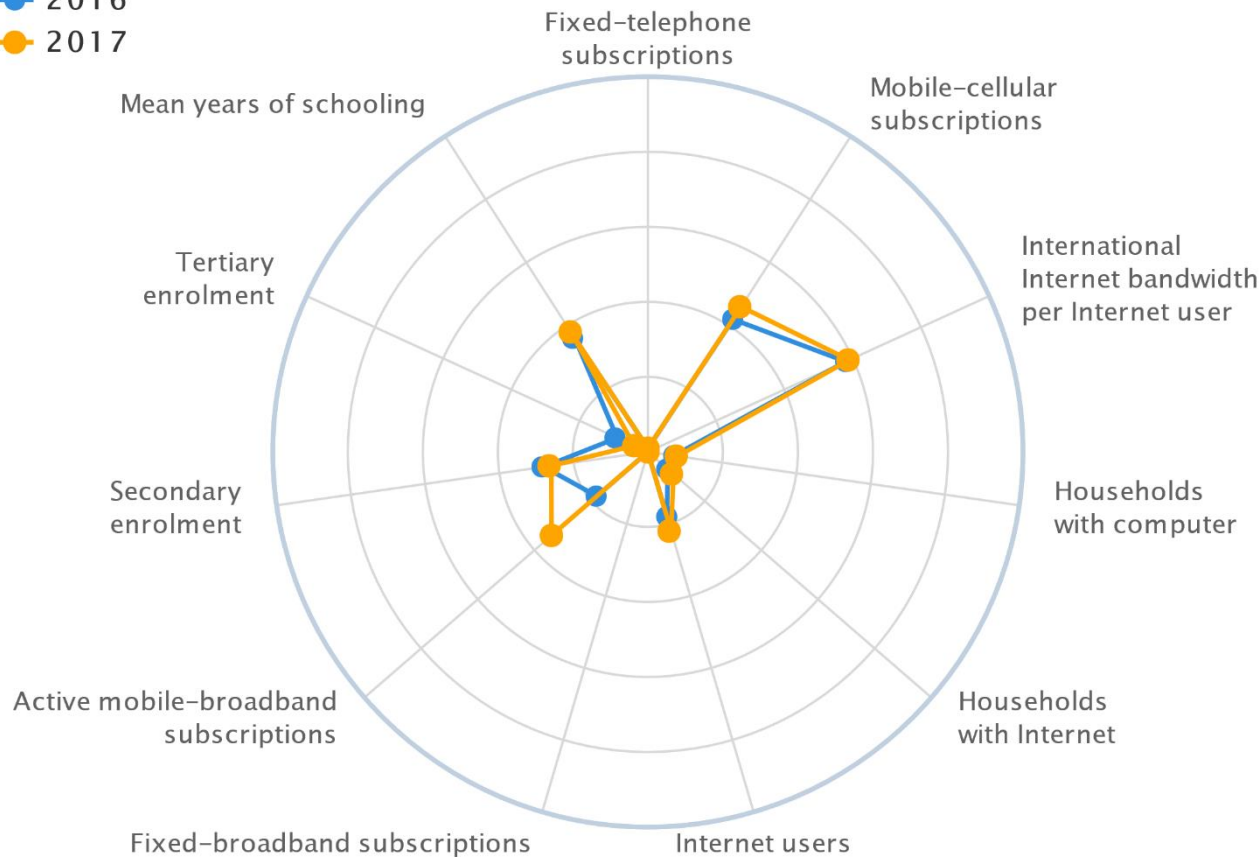 2016
2017
Fixed-telephone
subscriptions
Mobile-cellular
subscriptions
International
Internet bandwidth
per Internet user
Households
with computer
Households
with Internet
Internet users
Fixed-broadband subscriptions
Active mobile-broadband
subscriptions
Secondary
enrolment
Tertiary
enrolment
Mean years of schooling